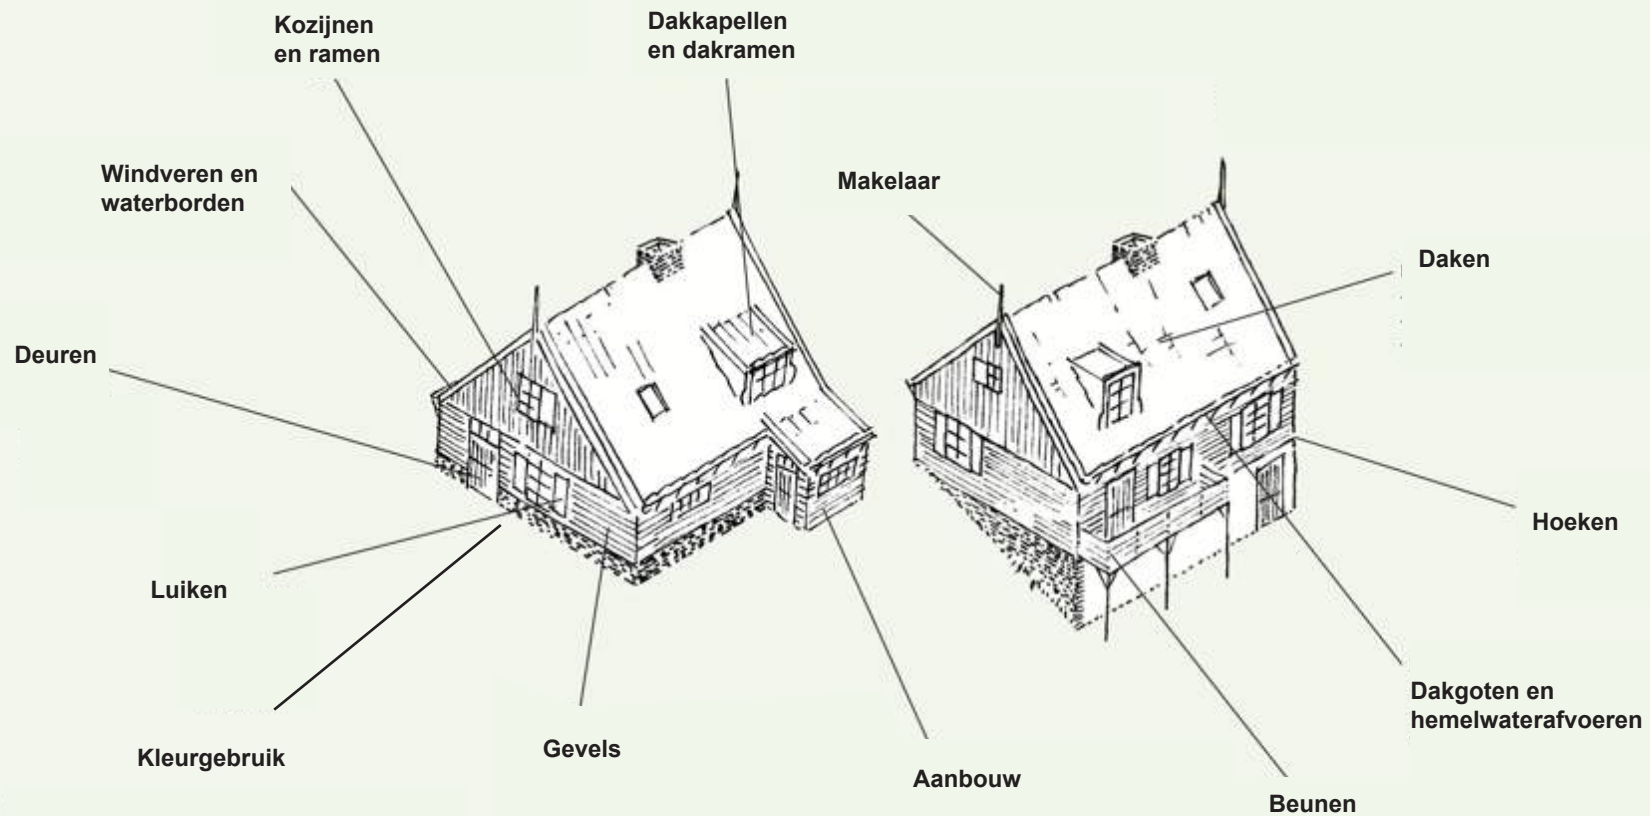 Kozijnen
en ramen
Dakkapellen
en dakramen
Windveren en
waterborden
Makelaar
Daken
Deuren
Hoeken
Luiken
Dakgoten en
hemelwaterafvoeren
Kleurgebruik
Gevels
Aanbouw
Beunen